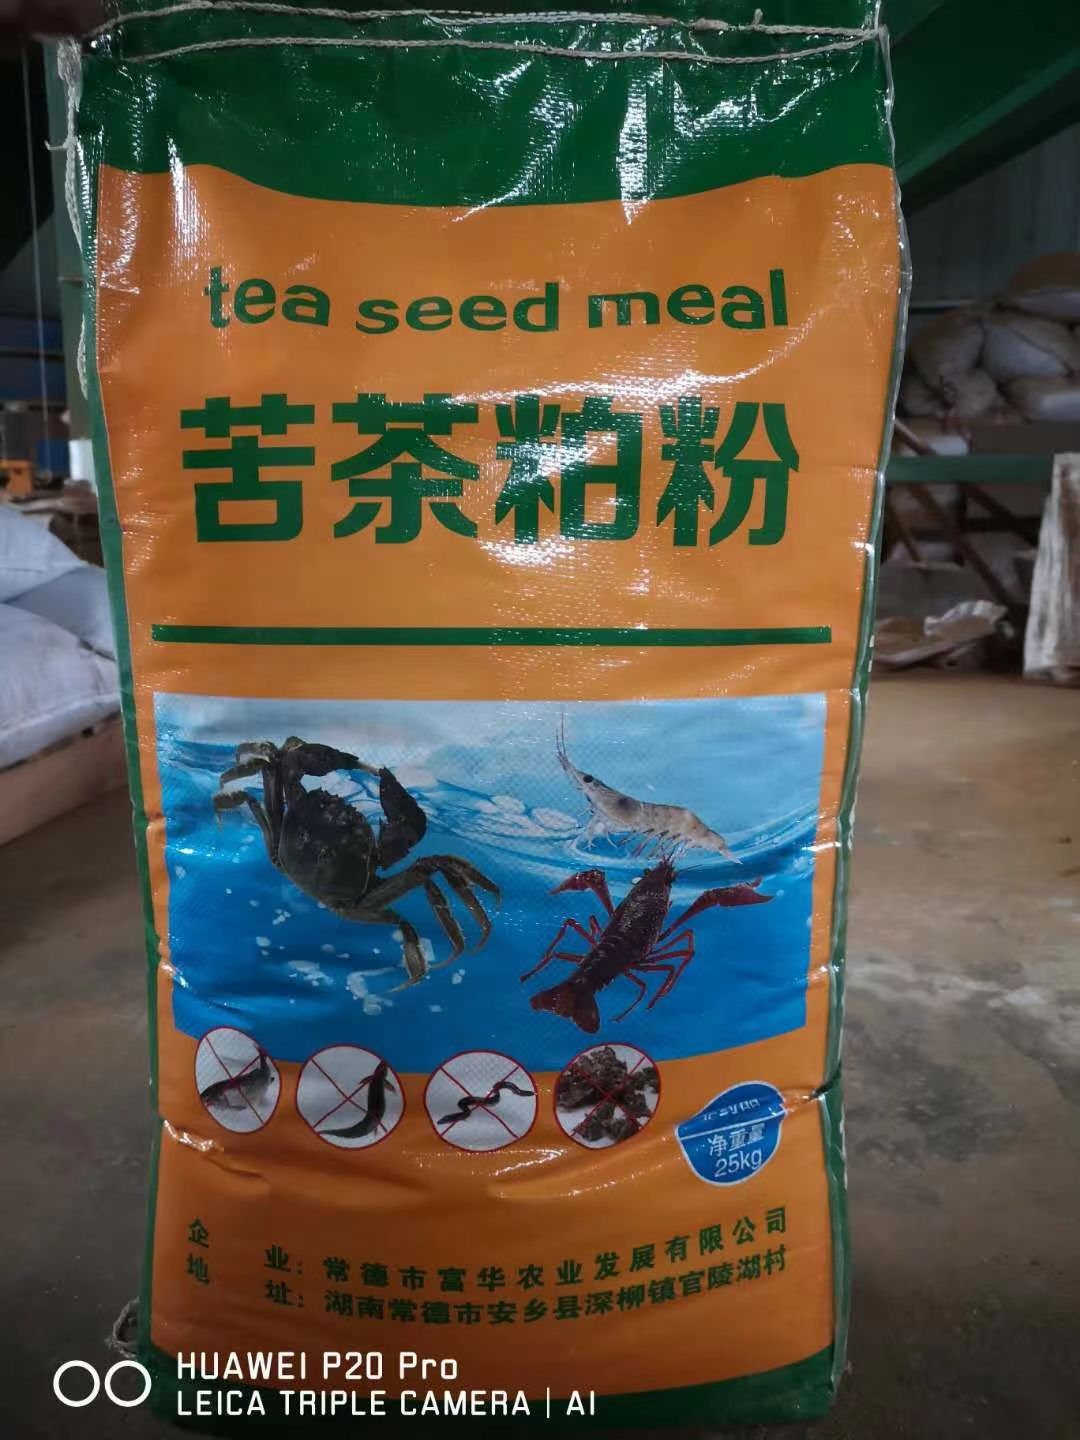 tea seed meal
苦茶粕粉
净重量
25kg
企 业：常德市富华农业发展有限公司
地 址：湖南常德市安乡县深柳镇官陵湖村
HUAWEI P20 Pro
LEICA TRIPLE CAMERA | AI